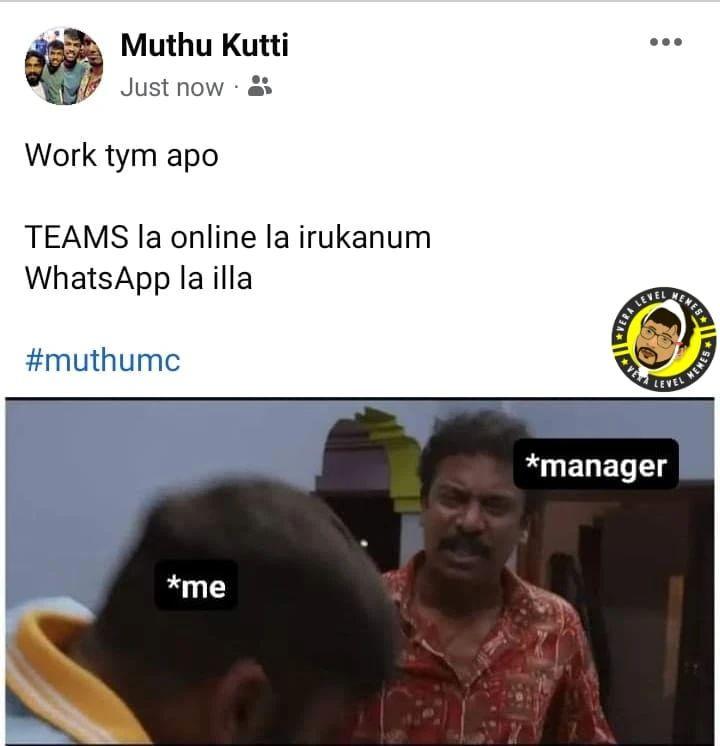 Muthu Kutti
Just now ·
Work tym apo
TEAMS la online la irukanum
WhatsApp la illa
VERA LEVEL MEMES
VERA LEVEL MEMES
#muthumc
*manager
*me